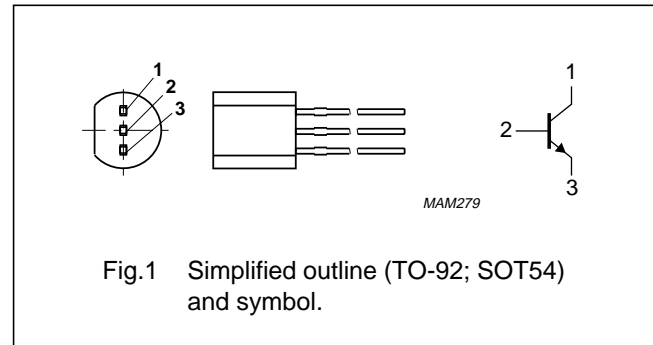 1
2
3
1
2
3
MAM279
Fig.1 Simplified outline (TO-92; SOT54)
and symbol.